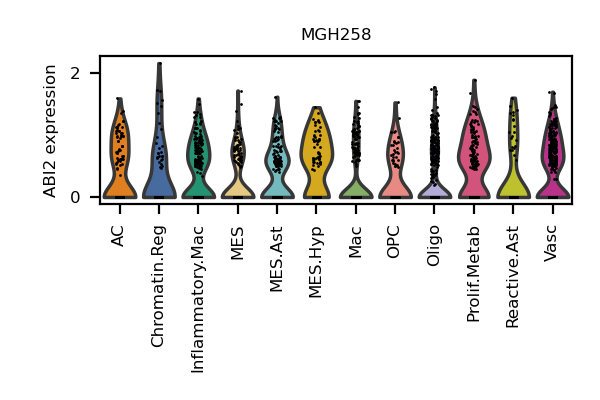 MGH258
ABI2 expression
2
0
AC
Chromatin.Reg
Inflammatory.Mac
MES
MES.Ast
MES.Hyp
Mac
OPC
Oligo
Prolif.Metab
Reactive.Ast
Vasc